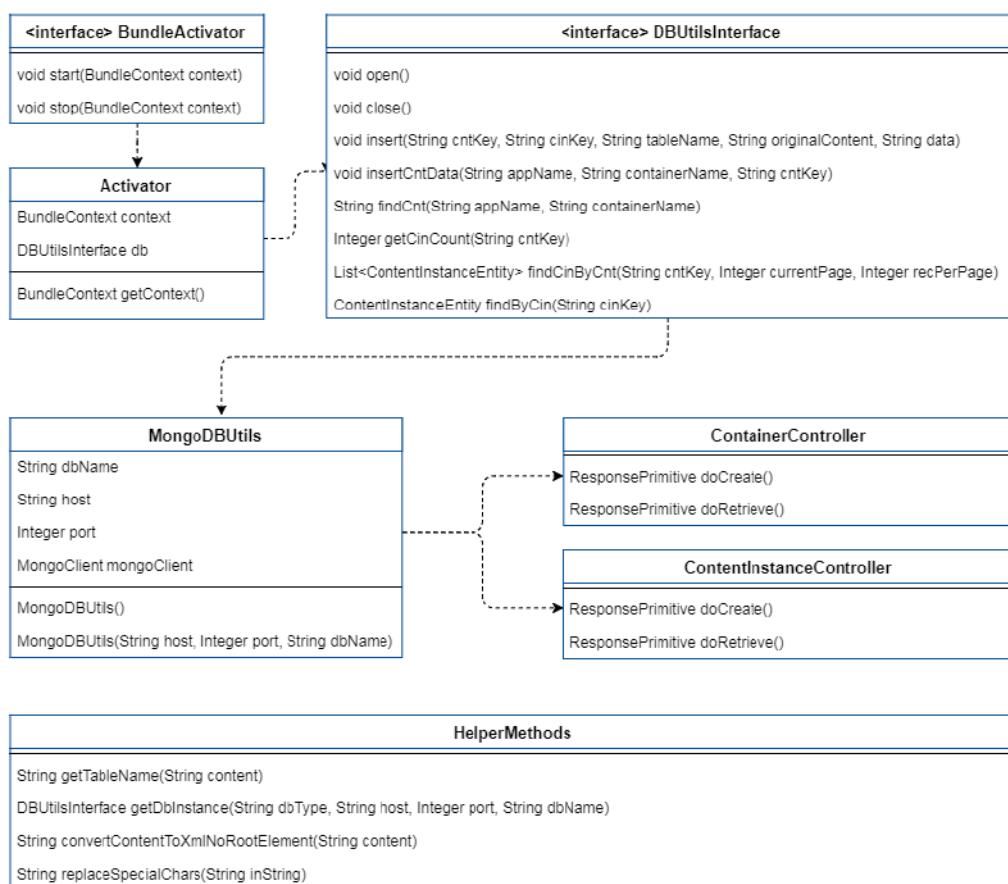 <interface> BundleActivator
void start(BundleContext context)
void stop(BundleContext context)
<interface> DBUtilsInterface
void open()
void close()
void insert(String cntKey, String cinKey, String tableName, String originalContent, String data)
void insertCntData(String appName, String containerName, String cntKey)
String findCnt(String appName, String containerName)
Integer getCinCount(String cntKey)
List<ContentInstanceEntity> findCinByCnt(String cntKey, Integer currentPage, Integer recPerPage)
ContentInstanceEntity findByCin(String cinKey)
Activator
BundleContext context
DBUtilsInterface db
BundleContext getContext()
MongoDBUtils
String dbName
String host
Integer port
MongoClient mongoClient
MongoDBUtils()
MongoDBUtils(String host, Integer port, String dbName)
ContainerController
ResponsePrimitive doCreate()
ResponsePrimitive doRetrieve()
ContentInstanceController
ResponsePrimitive doCreate()
ResponsePrimitive doRetrieve()
HelperMethods
String getTableName(String content)
DBUtilsInterface getDbInstance(String dbType, String host, Integer port, String dbName)
String convertContentToXmlNoRootElement(String content)
String replaceSpecialChars(String inString)